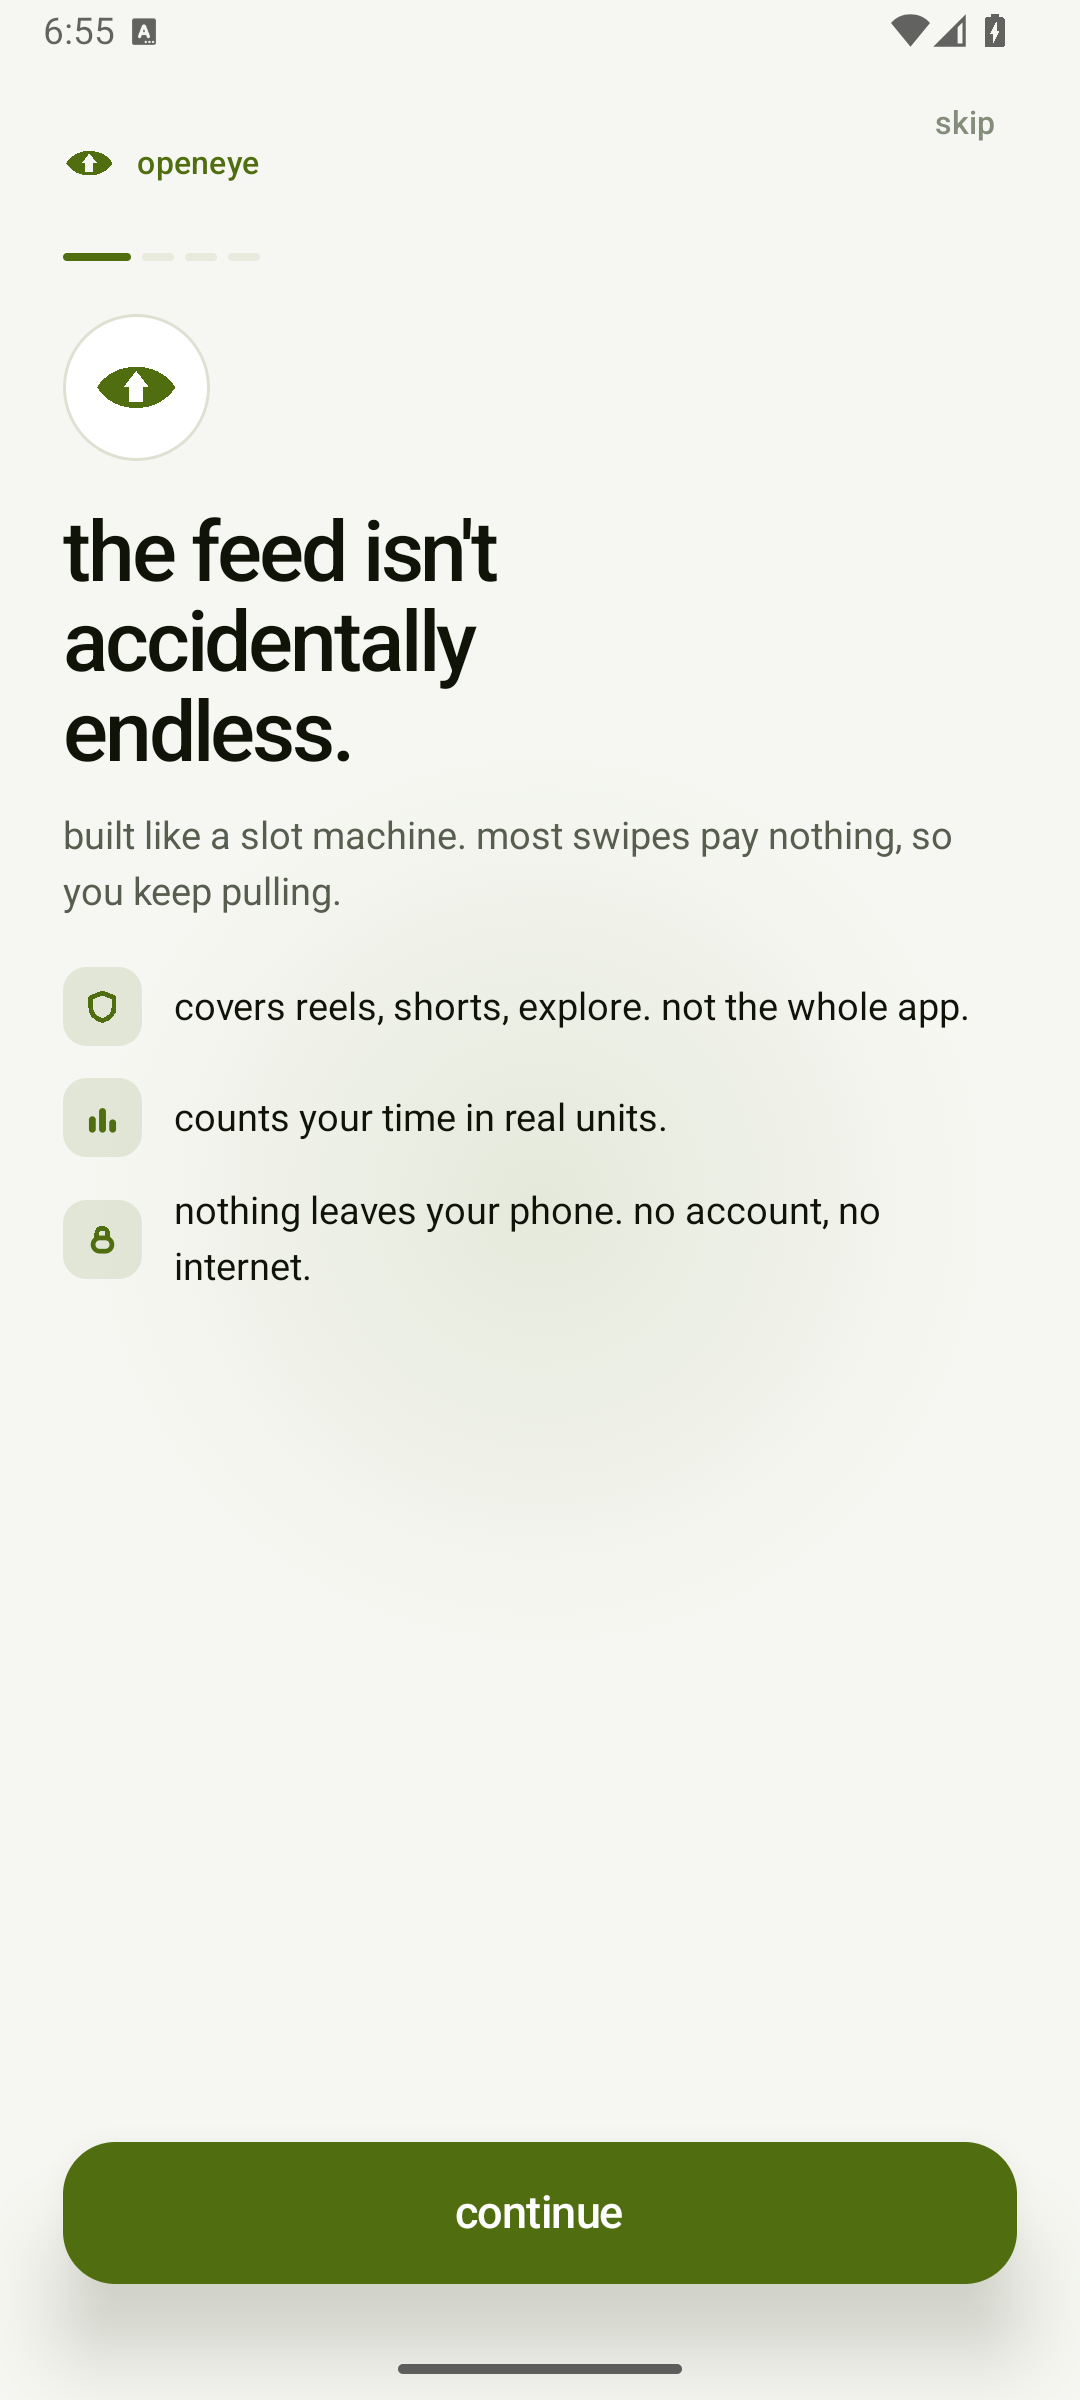 6:55
skip
openeye
the feed isn't
accidentally
endless.
built like a slot machine. most swipes pay nothing, so
you keep pulling.
covers reels, shorts, explore. not the whole app.
counts your time in real units.
nothing leaves your phone. no account, no
internet.
continue